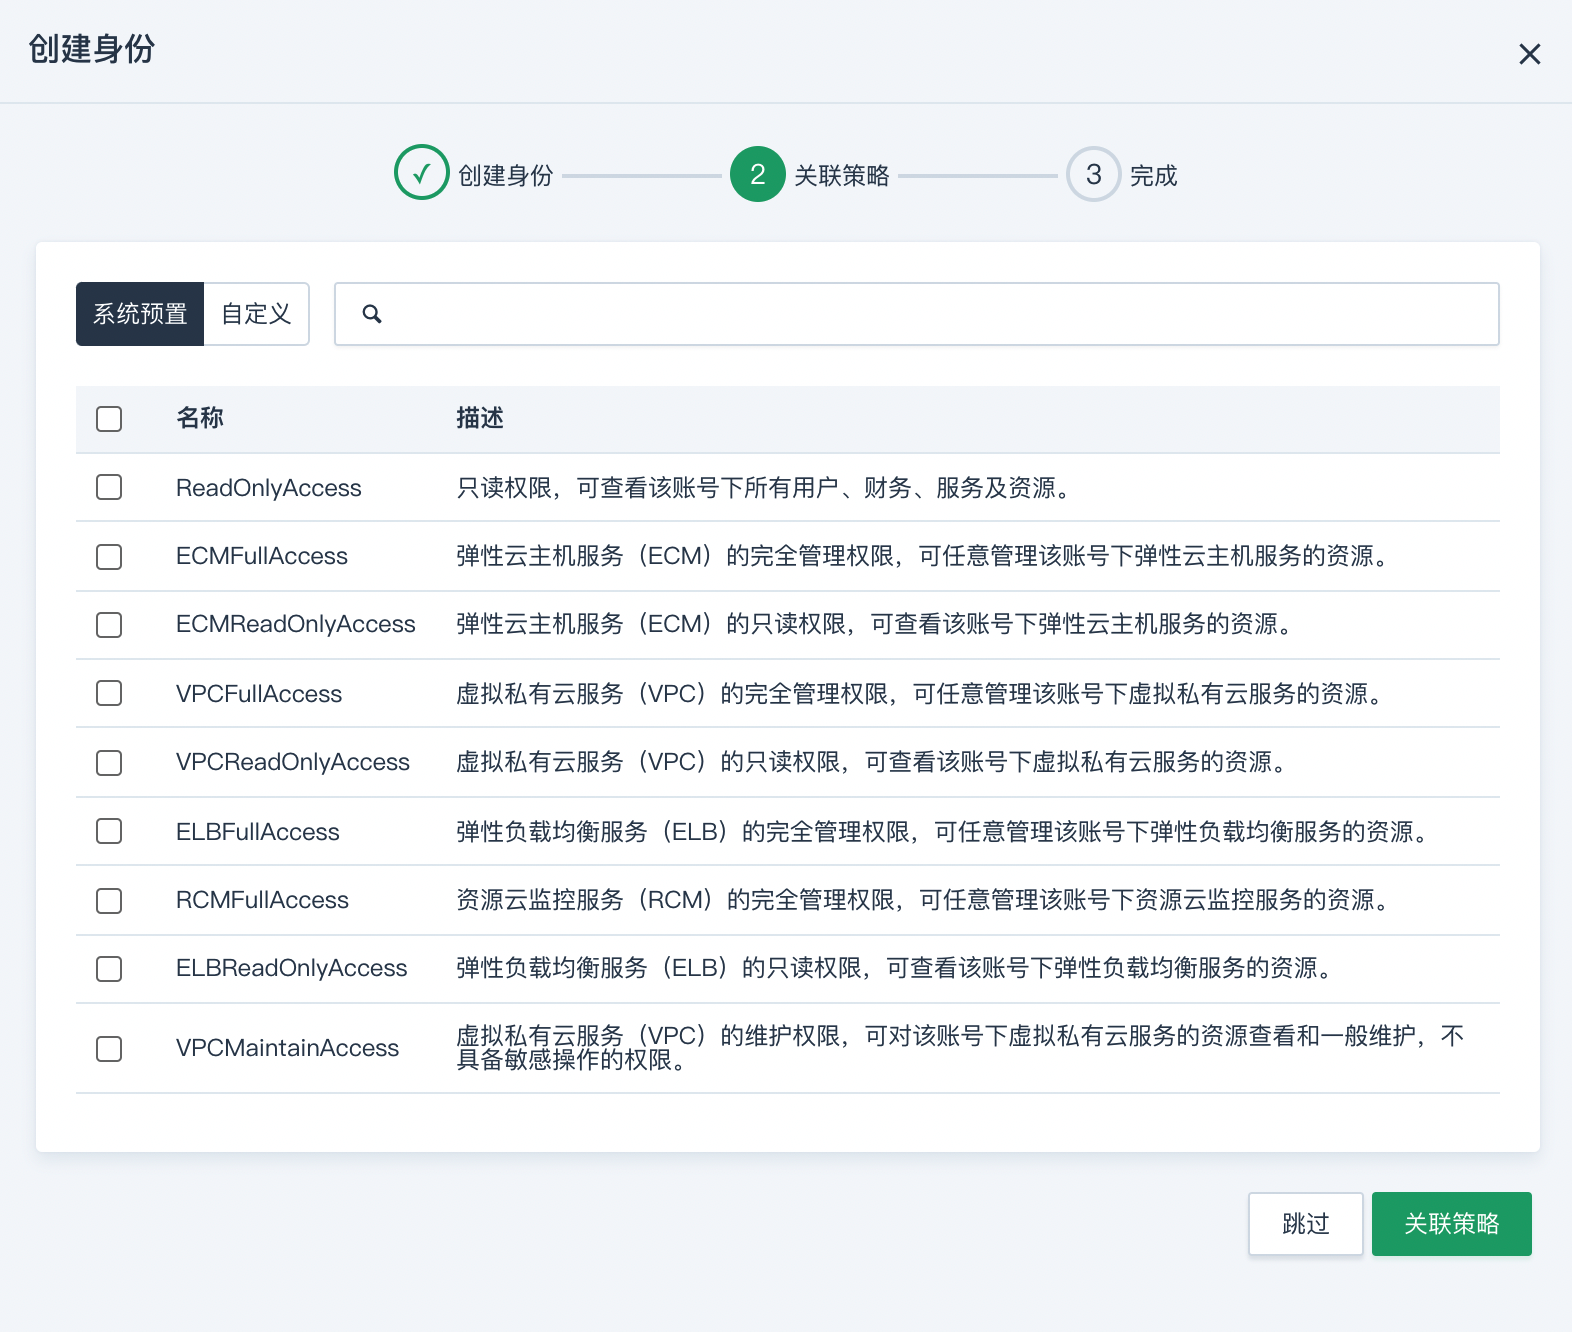 创建身份
创建身份
2 关联策略
3 完成
系统预置 自定义
名称 描述
ReadOnlyAccess 只读权限，可查看该账号下所有用户、财务、服务及资源。
ECMFullAccess 弹性云主机服务（ECM）的完全管理权限，可任意管理该账号下弹性云主机服务的资源。
ECMReadOnlyAccess 弹性云主机服务（ECM）的只读权限，可查看该账号下弹性云主机服务的资源。
VPCFullAccess 虚拟私有云服务（VPC）的完全管理权限，可任意管理该账号下虚拟私有云服务的资源。
VPCReadOnlyAccess 虚拟私有云服务（VPC）的只读权限，可查看该账号下虚拟私有云服务的资源。
ELBFullAccess 弹性负载均衡服务（ELB）的完全管理权限，可任意管理该账号下弹性负载均衡服务的资源。
RCMFullAccess 资源云监控服务（RCM）的完全管理权限，可任意管理该账号下资源云监控服务的资源。
ELBReadOnlyAccess 弹性负载均衡服务（ELB）的只读权限，可查看该账号下弹性负载均衡服务的资源。
VPCMaintainAccess 虚拟私有云服务（VPC）的维护权限，可对该账号下虚拟私有云服务的资源查看和一般维护，不
具备敏感操作的权限。
跳过 关联策略